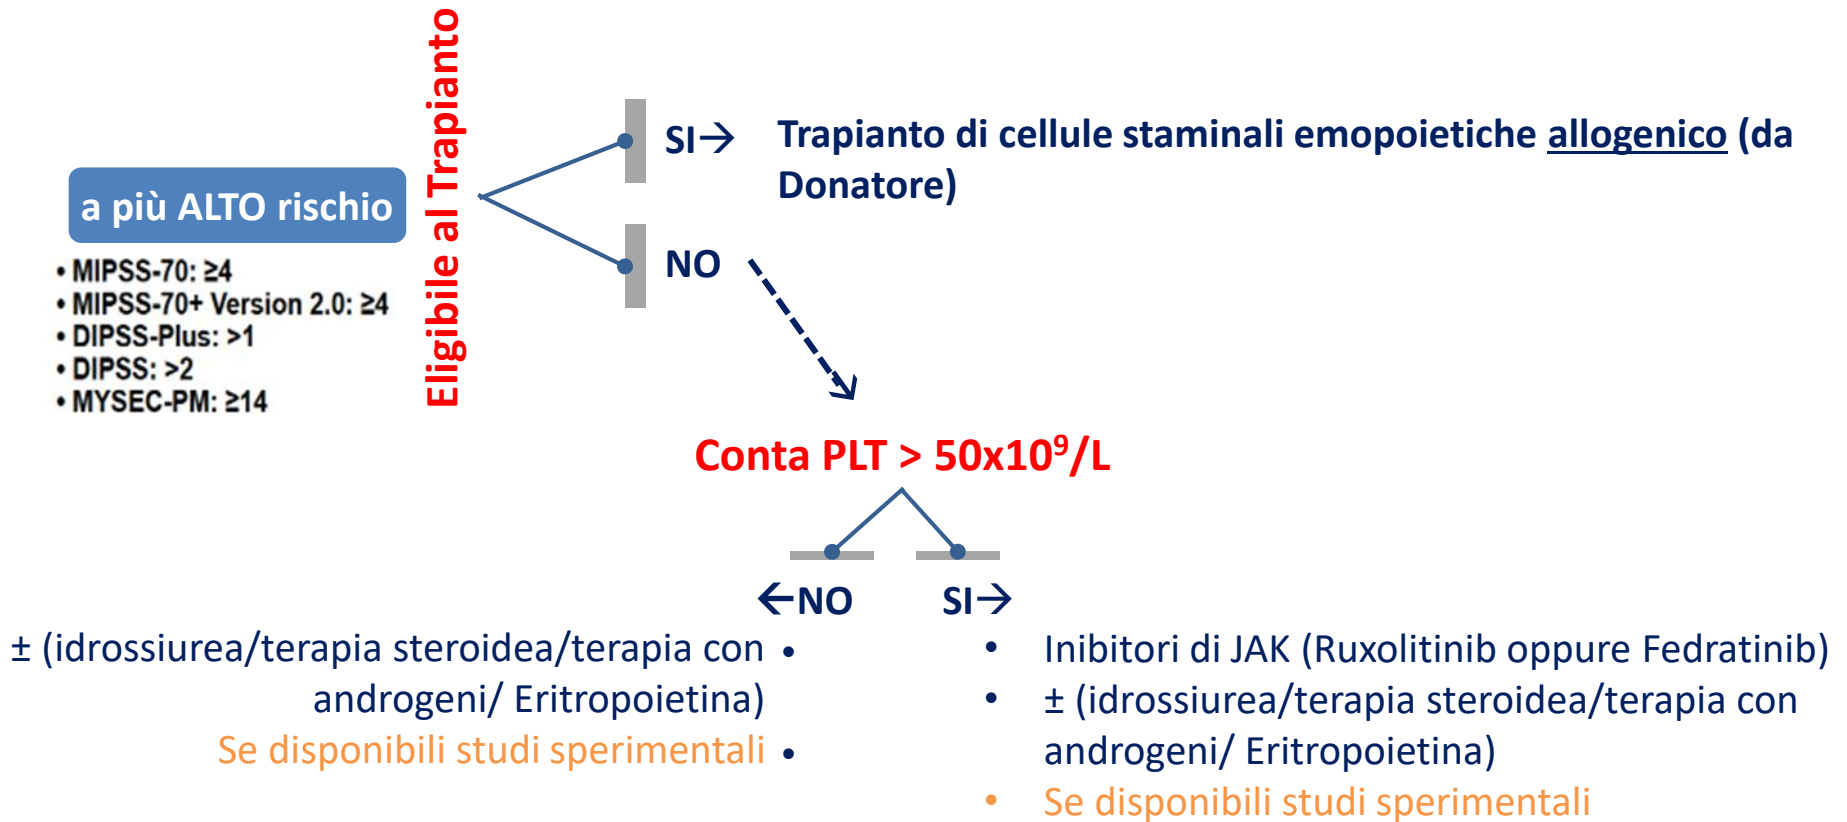 Eligibile al Trapianto
a più ALTO rischio
• MIPSS-70: ≥4
• MIPSS-70+ Version 2.0: ≥4
• DIPSS-Plus: >1
• DIPSS: >2
• MYSEC-PM: ≥14
SI→
Trapianto di cellule staminali emopoietiche allogenico (da
Donatore)
NO
Conta PLT > 50x10⁹/L
←NO
± (idrossiurea/terapia steroidea/terapia con •
androgeni/ Eritropoietina)
Se disponibili studi sperimentali •
SI→
• Inibitori di JAK (Ruxolitinib oppure Fedratinib)
• ± (idrossiurea/terapia steroidea/terapia con
androgeni/ Eritropoietina)
• Se disponibili studi sperimentali